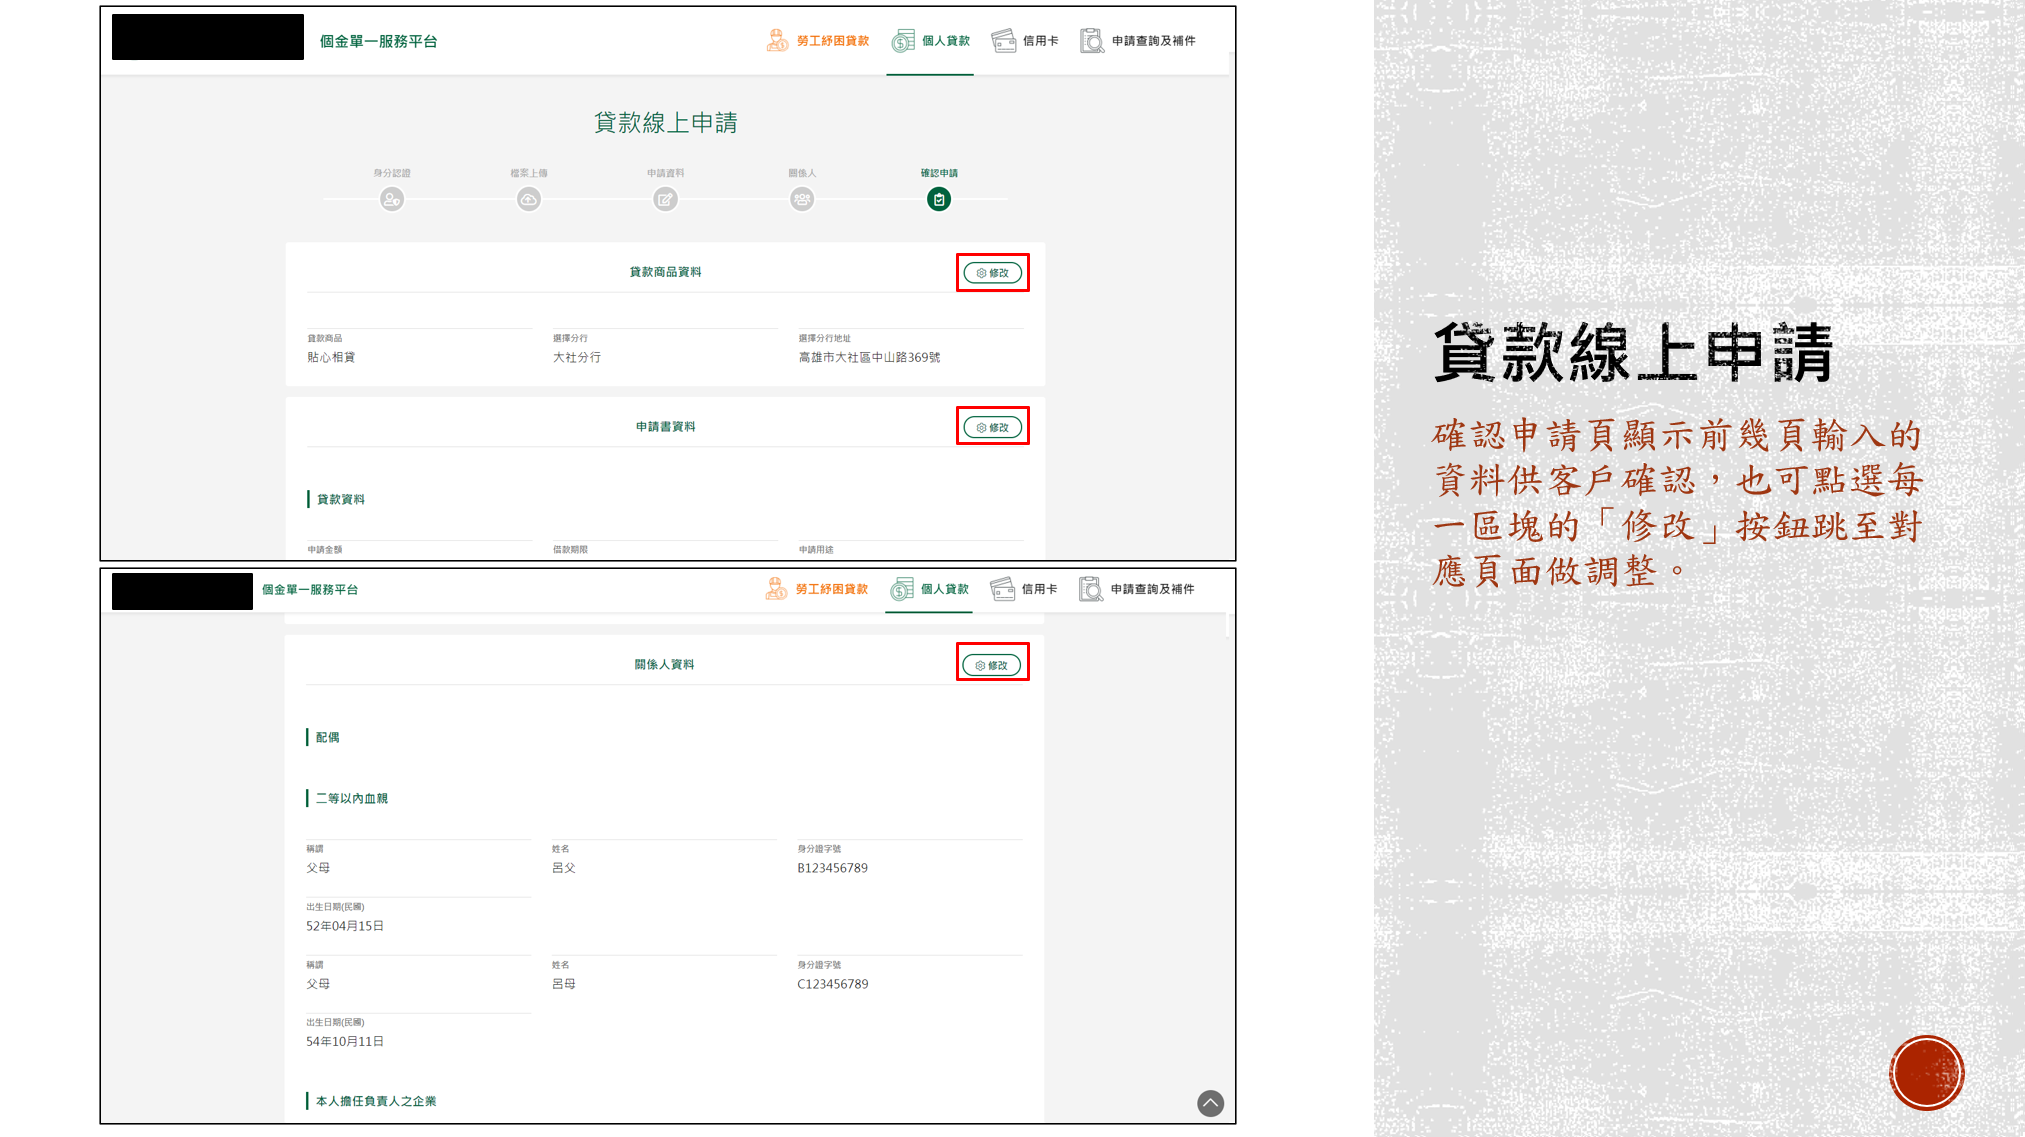 個金單一服務平台
勞工紓困貸款
個人貸款
信用卡
申請查詢及補件
貸款線上申請
身分認證
檔案上傳
申請資料
關係人
確認申請
貸款商品資料
修改
貸款商品
選擇分行
選擇分行地址
貼心相貸
大社分行
高雄市大社區中山路369號
申請書資料
修改
貸款資料
申請金額
借款期限
申請用途
個金單一服務平台
勞工紓困貸款
個人貸款
信用卡
申請查詢及補件
關係人資料
修改
配偶
二等以內血親
稱謂
姓名
身分證字號
父母
呂父
B123456789
出生日期(民國)
52年04月15日
稱謂
姓名
身分證字號
父母
呂母
C123456789
出生日期(民國)
54年10月11日
本人擔任負責人之企業
貸款線上申請
確認申請頁顯示前幾頁輸入的
資料供客戶確認，也可點選每
一區塊的「修改」按鈕跳至對
應頁面做調整。